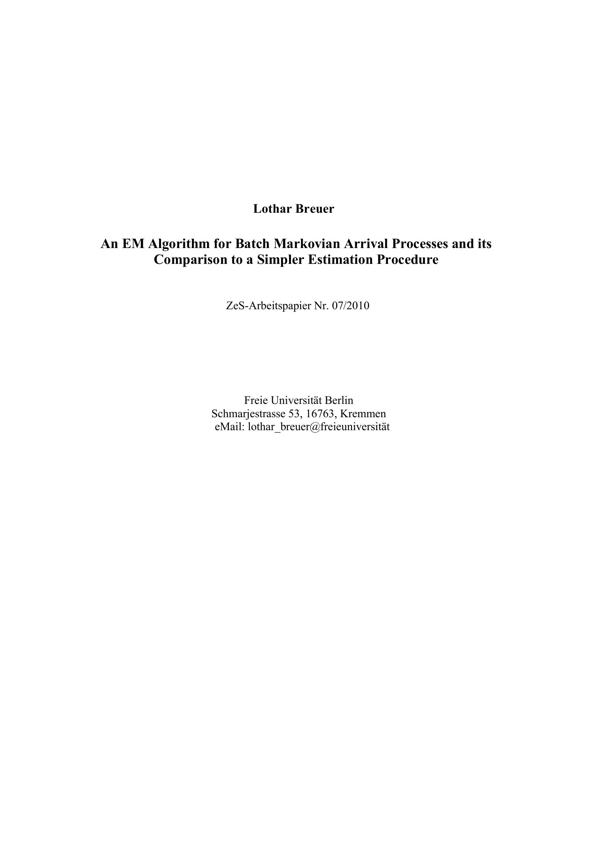 Lothar Breuer
An EM Algorithm for Batch Markovian Arrival Processes and its
Comparison to a Simpler Estimation Procedure
ZeS-Arbeitspapier Nr. 07/2010
Freie Universität Berlin
Schmarjestrasse 53, 16763, Kremmen
eMail: lothar_breuer@freieuniversität